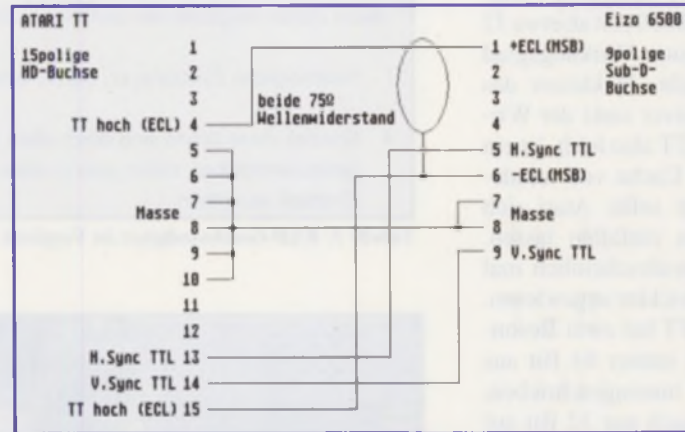 ATARI TT
Eizo 6500
15polige
HD-Buchse
1
2
3
TT hoch (ECL) 4
5
6
7
Masse
8
9
10
11
12
H.Sync TTL 13
V.Sync TTL 14
TT hoch (ECL) 15
beide 75Ω
Wellenwiderstand
1 +ECL(MSB)
2
3
5 H.Sync TTL
6 -ECL(MSB)
7
Masse
8
9 V.Sync TTL
9polige
Sub-D-
Buchse